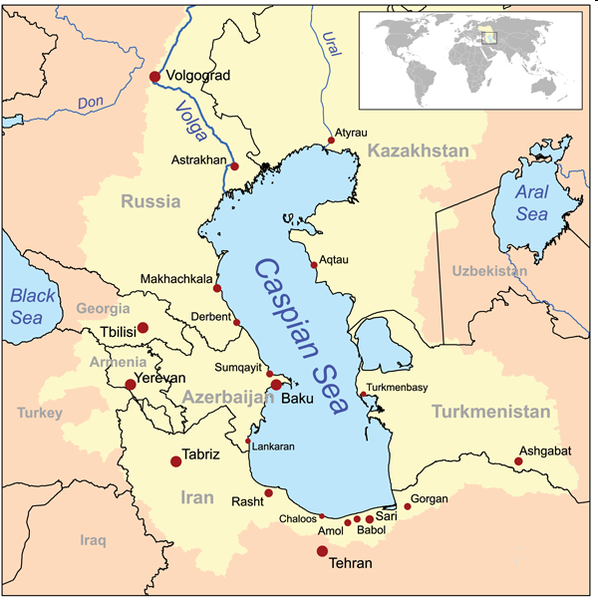 Ural
Volgograd
Don
Volga
Atyrau
Kazakhstan
Astrakhan
Russia
Aral
Sea
Aqtau
Uzbekistan
Caspian Sea
Makhachkala
Black
Sea
Georgia
Derbent
Tbilisi
Armenia
Sumqayit
Yerevan
Azerbaijan
Baku
Turkmenbasy
Turkey
Turkmenistan
Lankaran
Tabriz
Ashgabat
Iran
Rasht
Gorgan
Chaloos
Sari
Amol
Babol
Iraq
Tehran